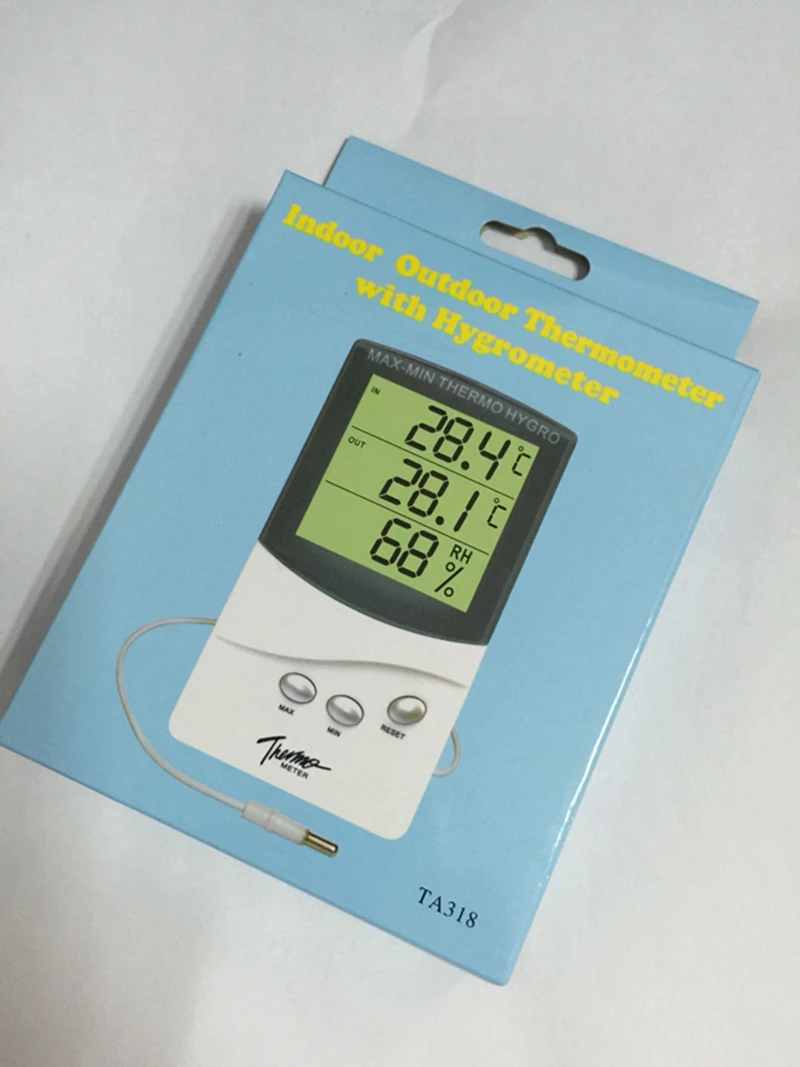 Indoor Outdoor Thermometer
with Hygrometer
MAX-MIN THERMO HYGRO
IN
28.4 °C
OUT
28.1 °C
68 RH %
MAX
MIN
RESET
Thermo
METER
TA318